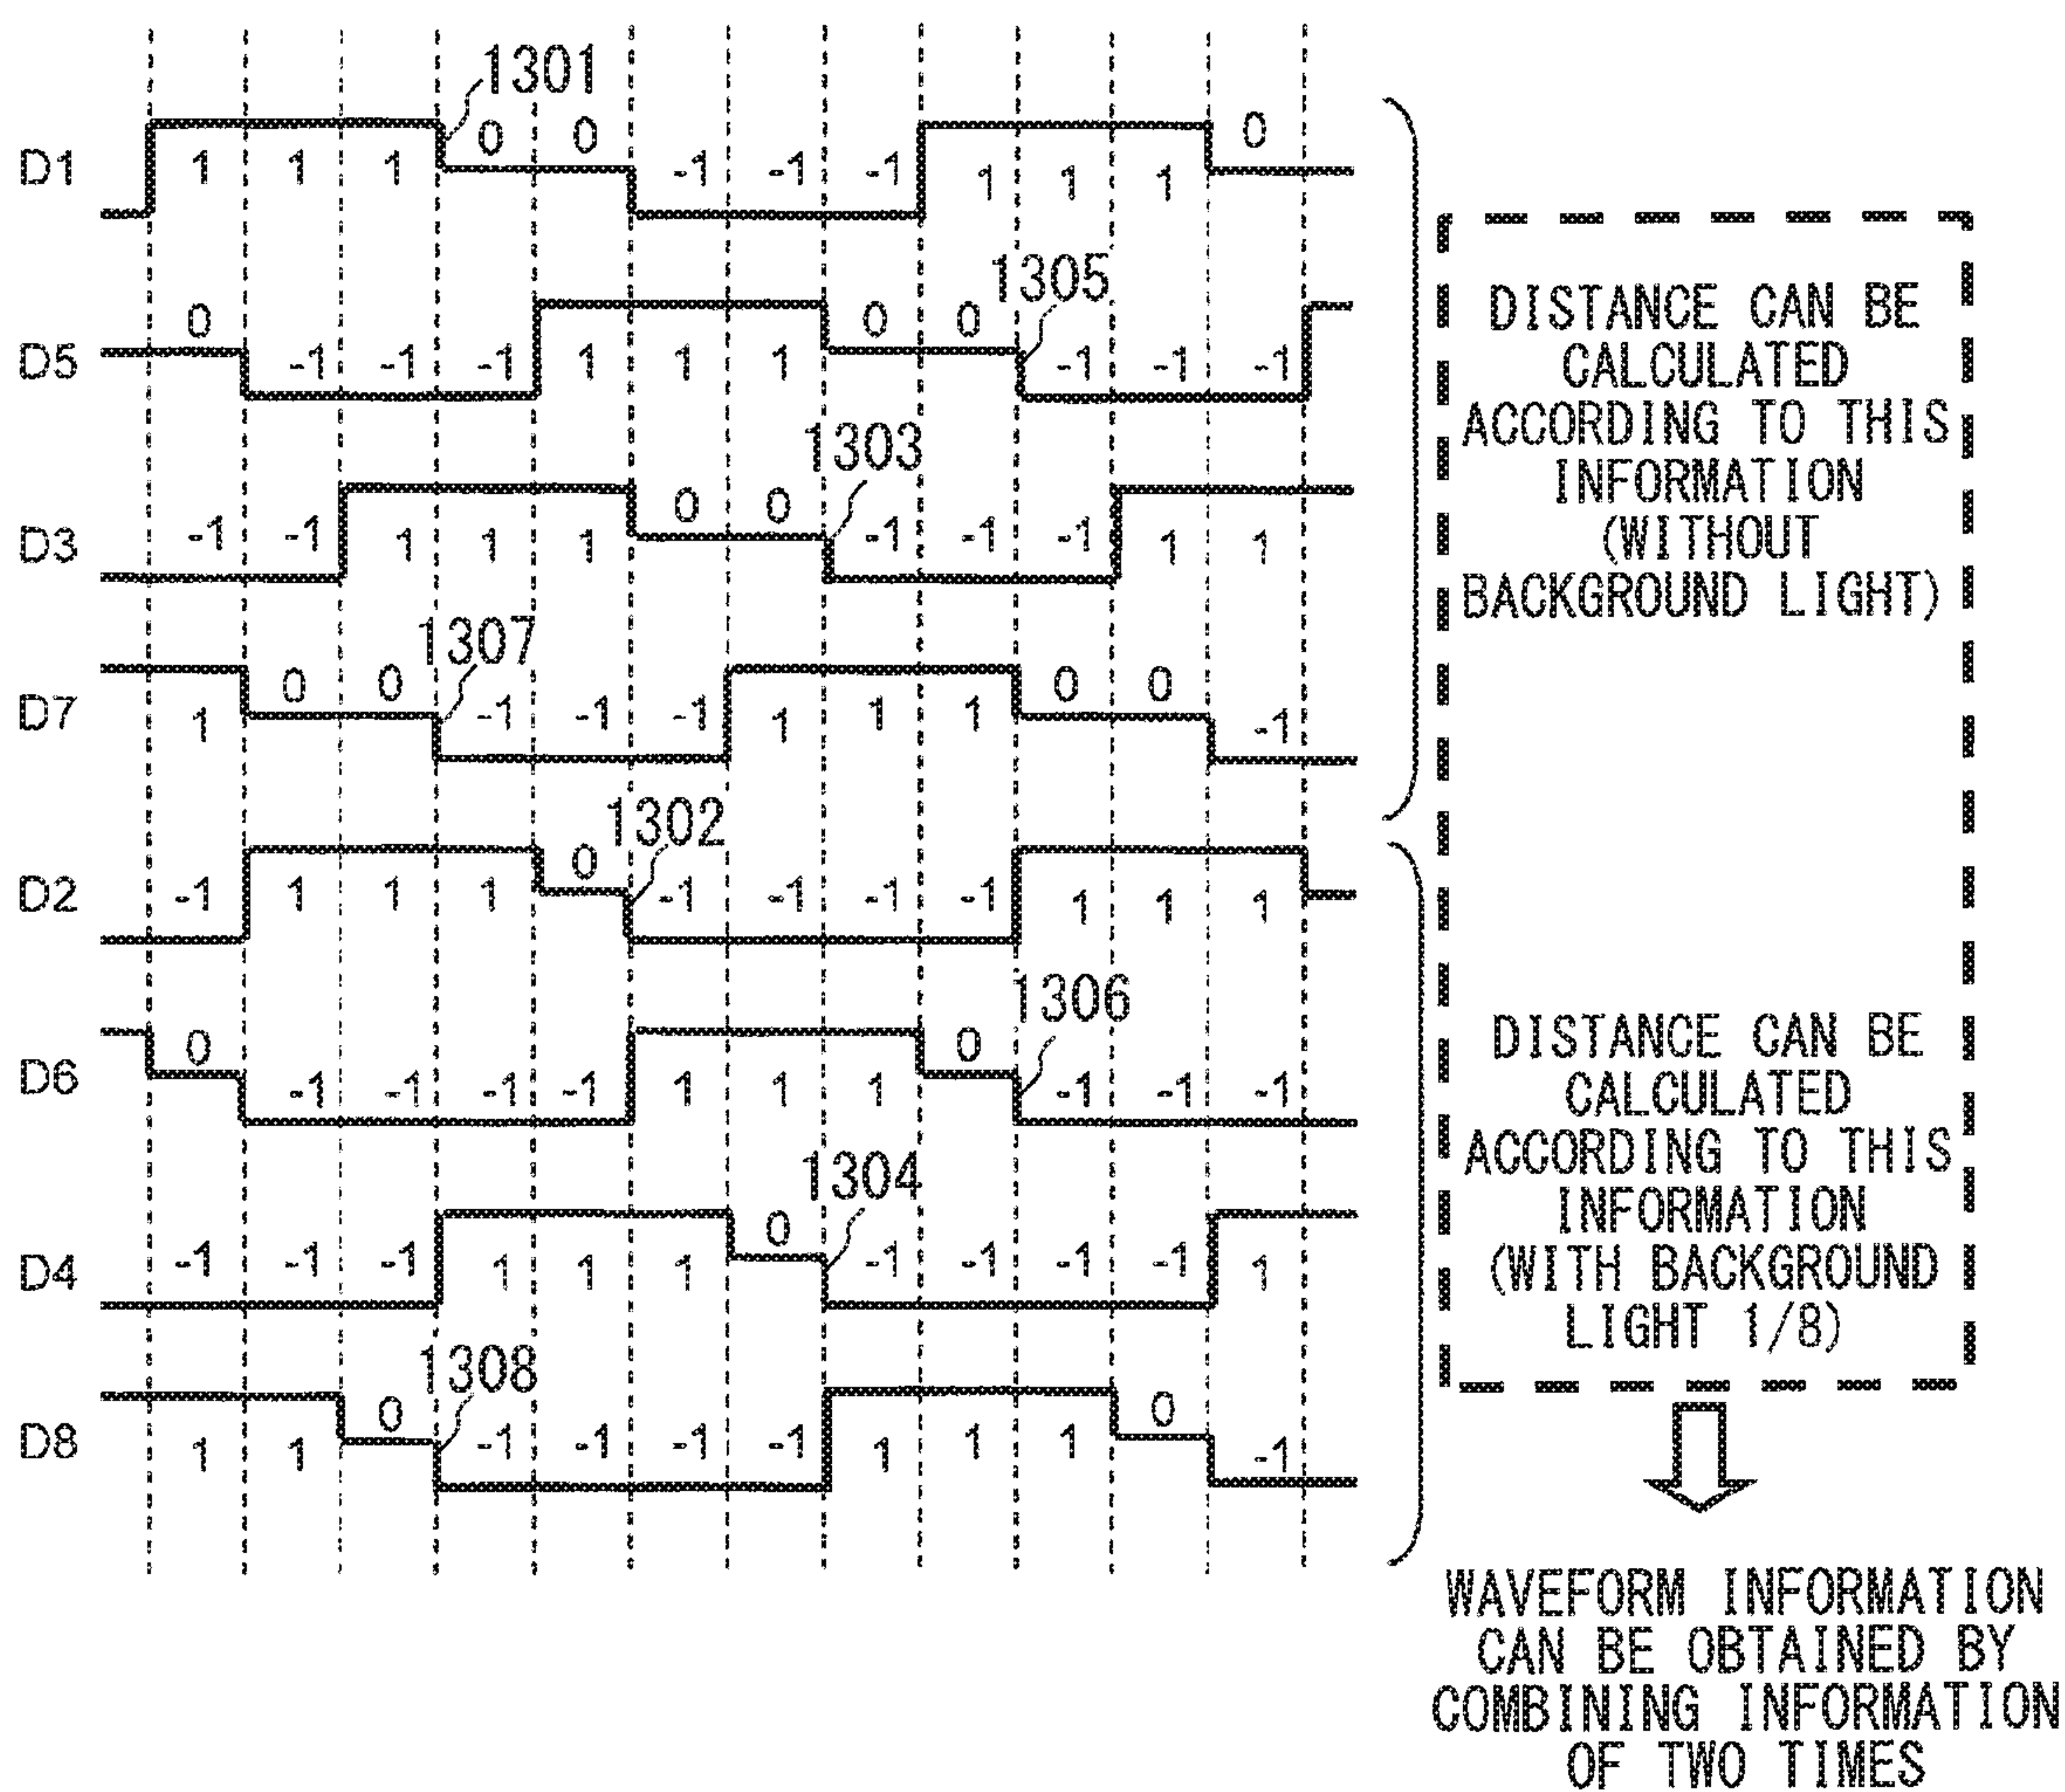 1301
D1 1 1 1 0 0 -1 -1 -1 1 1 1 0
1305
D5 0 -1 -1 -1 1 1 1 0 0 -1 -1 -1
1303
D3 -1 -1 1 1 1 0 0 -1 -1 -1 1 1
1307
D7 1 0 0 -1 -1 -1 1 1 1 0 0 -1
1302
D2 -1 1 1 1 0 -1 -1 -1 -1 1 1 1
1306
D6 0 -1 -1 -1 -1 1 1 1 0 -1 -1 -1
1304
D4 -1 -1 -1 1 1 1 0 -1 -1 -1 -1 1
1308
D8 1 1 0 -1 -1 -1 -1 1 1 1 0 -1
DISTANCE CAN BE
CALCULATED
ACCORDING TO THIS
INFORMATION
(WITHOUT
BACKGROUND LIGHT)
DISTANCE CAN BE
CALCULATED
ACCORDING TO THIS
INFORMATION
(WITH BACKGROUND
LIGHT 1/8)
WAVEFORM INFORMATION
CAN BE OBTAINED BY
COMBINING INFORMATION
OF TWO TIMES